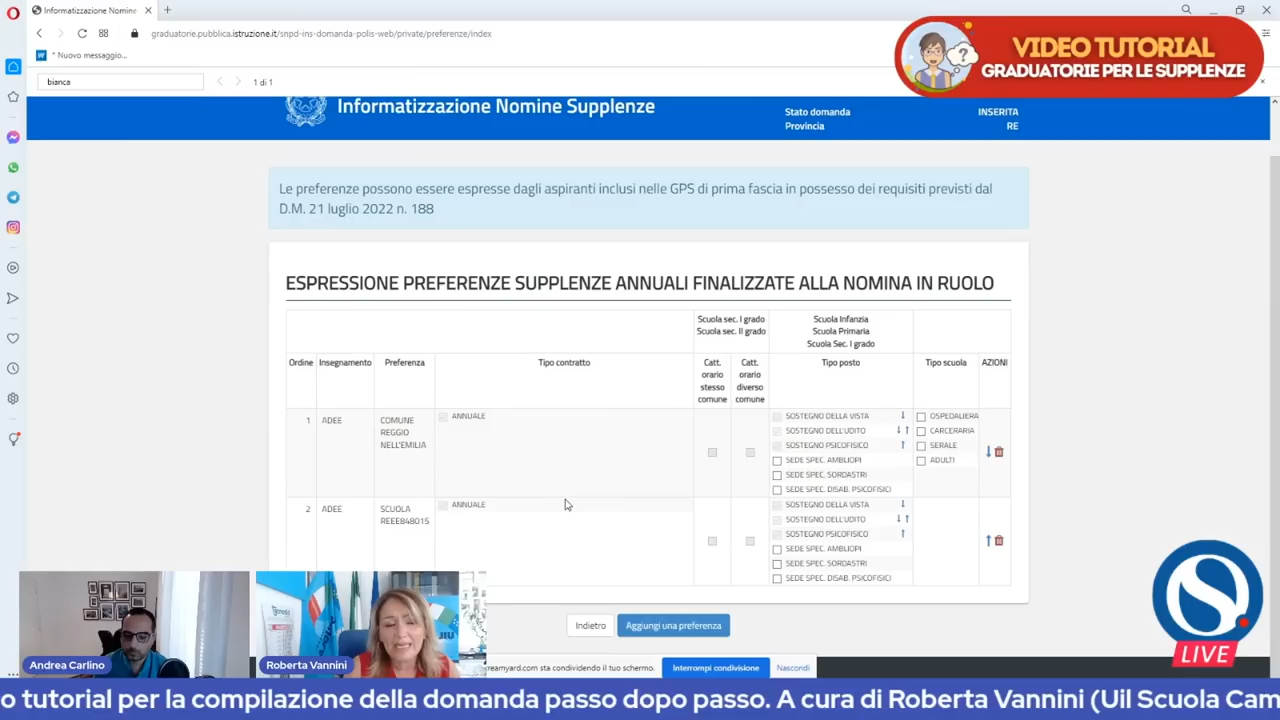 Informatizzazione Nomine
graduatorie.pubblica.istruzione.it/snpd-ins-domanda-polis-web/private/preferenze/index
* Nuovo messaggio...
bianca
1 di 1
VIDEO TUTORIAL
GRADUATORIE PER LE SUPPLENZE
Informatizzazione Nomine Supplenze
Stato domanda INSERITA
Provincia RE
Le preferenze possono essere espresse dagli aspiranti inclusi nelle GPS di prima fascia in possesso dei requisiti previsti dal
D.M. 21 luglio 2022 n. 188
ESPRESSIONE PREFERENZE SUPPLENZE ANNUALI FINALIZZATE ALLA NOMINA IN RUOLO
Scuola sec. I grado
Scuola sec. II grado
Scuola Infanzia
Scuola Primaria
Scuola Sec. I grado
Ordine Insegnamento Preferenza Tipo contratto
Catt.
orario
stesso
comune
Catt.
orario
diverso
comune
Tipo posto Tipo scuola AZIONI
1 ADEE
COMUNE
REGGIO
NELL'EMILIA
ANNUALE
SOSTEGNO DELLA VISTA
SOSTEGNO DELL'UDITO
SOSTEGNO PSICOFISICO
SEDE SPEC. AMBLIOPI
SEDE SPEC. SORDASTRI
SEDE SPEC. DISAB. PSICOFISICI
OSPEDALIERA
CARCERARIA
SERALE
ADULTI
2 ADEE
SCUOLA
REEE848015
ANNUALE
SOSTEGNO DELLA VISTA
SOSTEGNO DELL'UDITO
SOSTEGNO PSICOFISICO
SEDE SPEC. AMBLIOPI
SEDE SPEC. SORDASTRI
SEDE SPEC. DISAB. PSICOFISICI
Indietro
Aggiungi una preferenza
Andrea Carlino
Roberta Vannini
reamyard.com sta condividendo il tuo schermo.
Interrompi condivisione
Nascondi
S
LIVE
o tutorial per la compilazione della domanda passo dopo passo. A cura di Roberta Vannini (Uil Scuola Cam